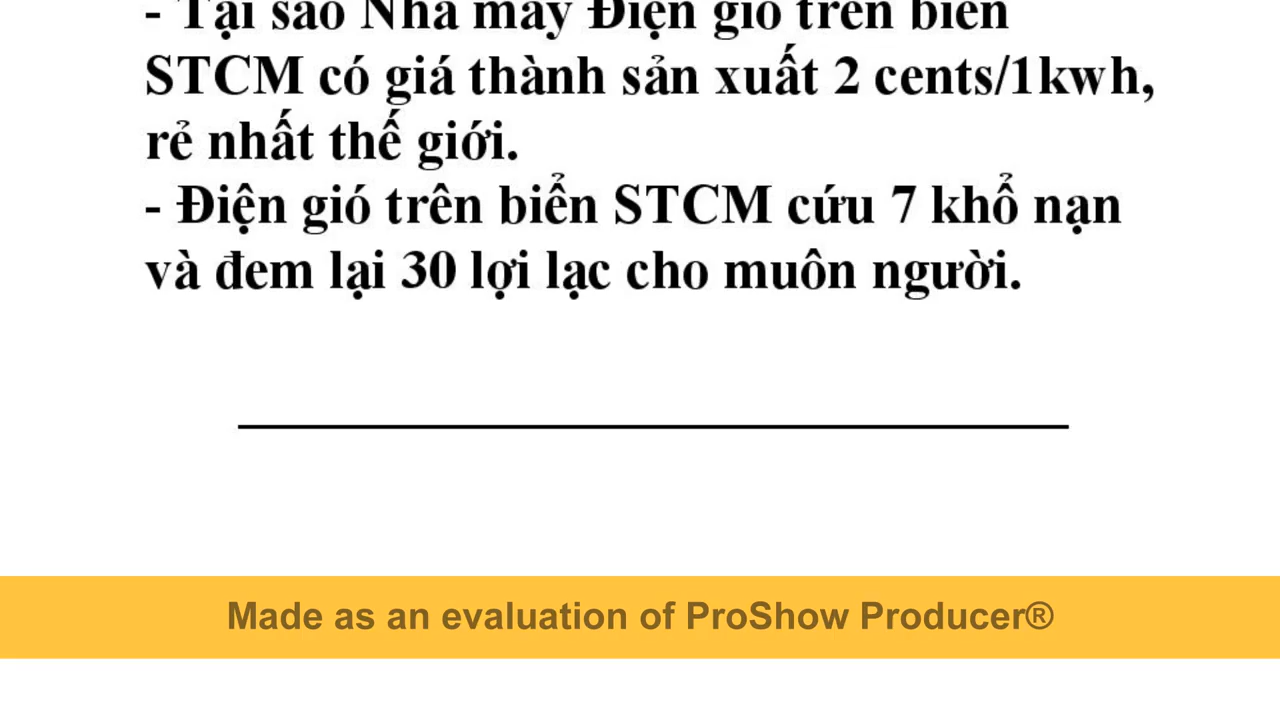 - Tại sao Nhà máy Điện gió trên biển
STCM có giá thành sản xuất 2 cents/1kwh,
rẻ nhất thế giới.
- Điện gió trên biển STCM cứu 7 khổ nạn
và đem lại 30 lợi lạc cho muôn người.
Made as an evaluation of ProShow Producer®